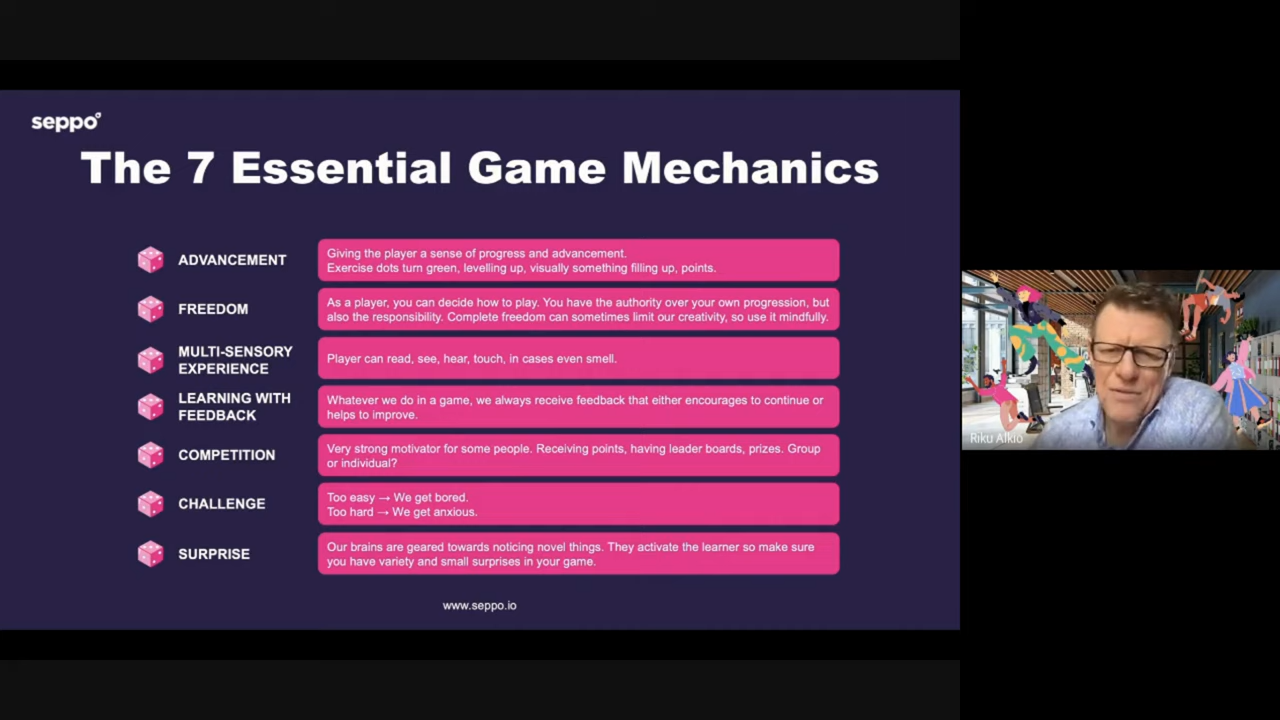 seppo
The 7 Essential Game Mechanics
ADVANCEMENT
Giving the player a sense of progress and advancement.
Exercise dots turn green, levelling up, visually something filling up, points.
FREEDOM
As a player, you can decide how to play. You have the authority over your own progression, but
also the responsibility. Complete freedom can sometimes limit our creativity, so use it mindfully.
MULTI-SENSORY
EXPERIENCE
Player can read, see, hear, touch, in cases even smell.
LEARNING WITH
FEEDBACK
Whatever we do in a game, we always receive feedback that either encourages to continue or
helps to improve.
COMPETITION
Very strong motivator for some people. Receiving points, having leader boards, prizes. Group
or individual?
CHALLENGE
Too easy → We get bored.
Too hard → We get anxious.
SURPRISE
Our brains are geared towards noticing novel things. They activate the learner so make sure
you have variety and small surprises in your game.
www.seppo.io
Riku Alkio